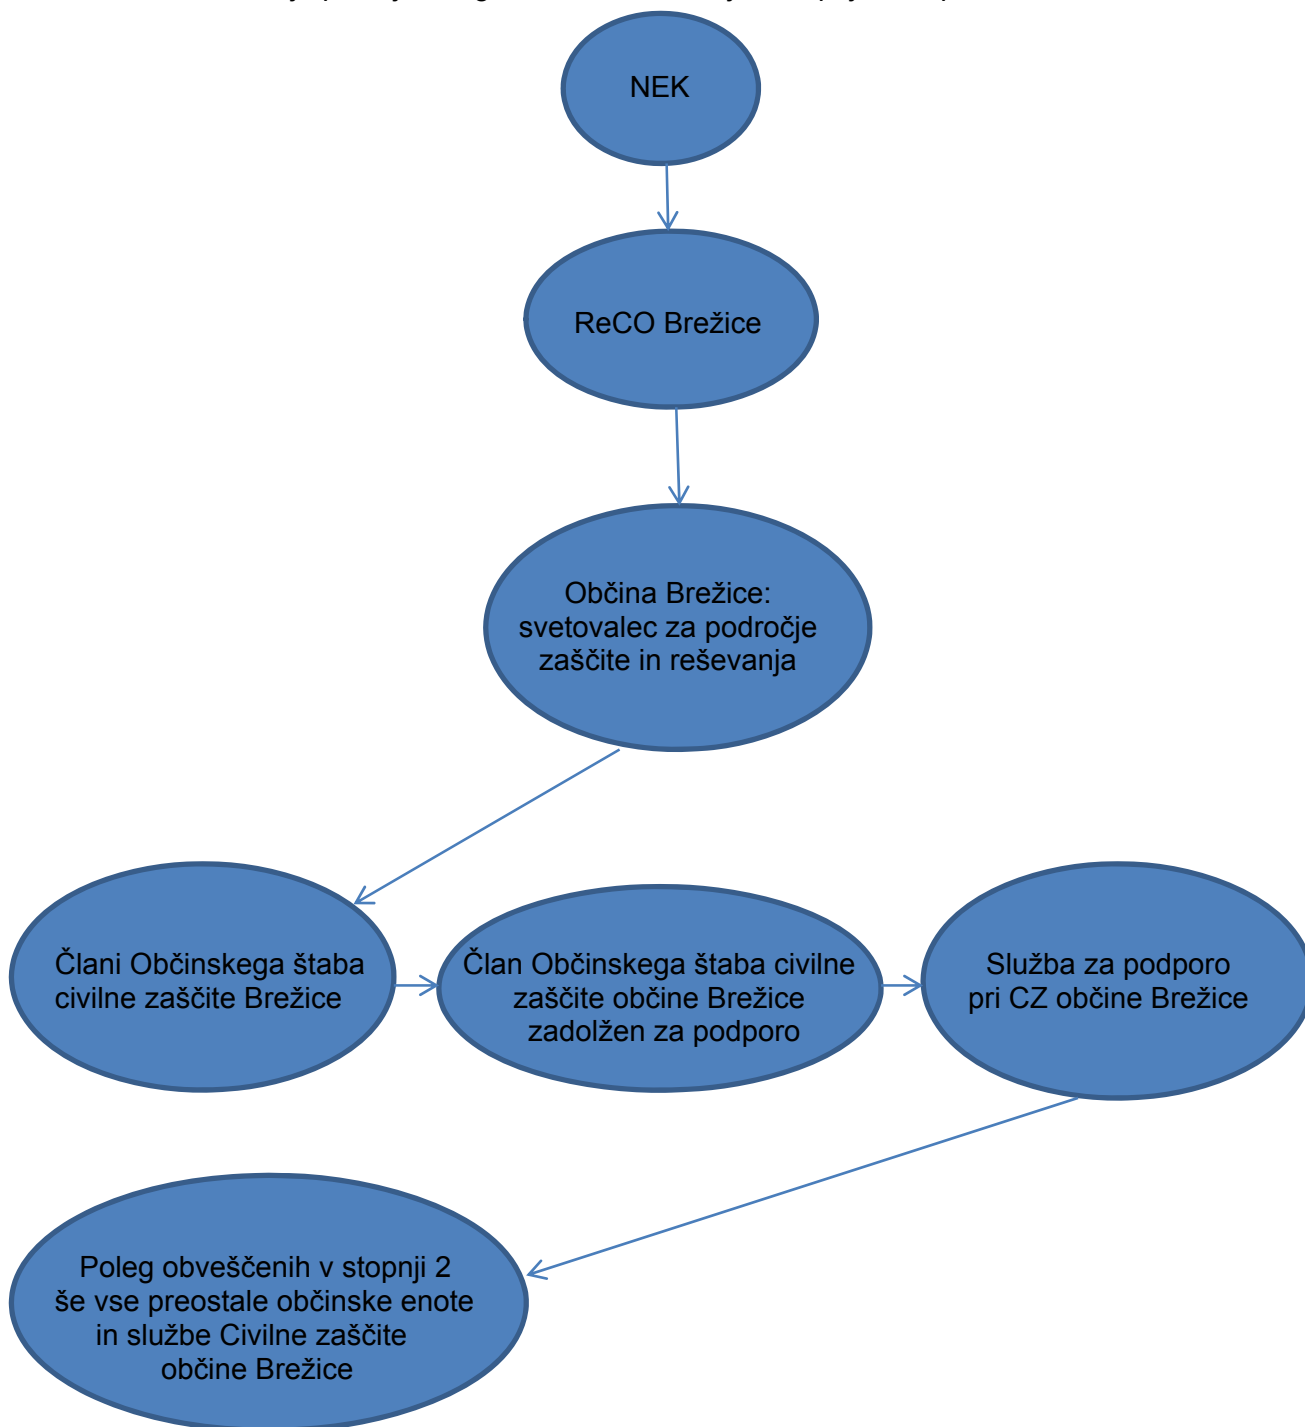 NEK
ReCO Brežice
Občina Brežice:
svetovalec za področje
zaščite in reševanja
Člani Občinskega štaba
civilne zaščite Brežice
Član Občinskega štaba civilne
zaščite občine Brežice
zadolžen za podporo
Služba za podporo
pri CZ občine Brežice
Poleg obveščenih v stopnji 2
še vse preostale občinske enote
in službe Civilne zaščite
občine Brežice